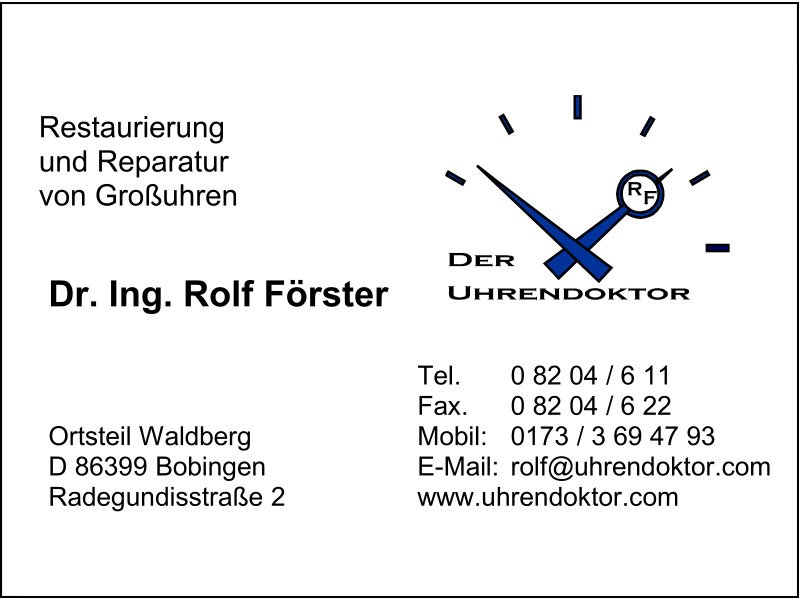 Restaurierung
und Reparatur
von Großuhren
R
F
DER
UHRENDOKTOR
Dr. Ing. Rolf Förster
Ortsteil Waldberg
D 86399 Bobingen
Radegundisstraße 2
Tel. 0 82 04 / 6 11
Fax. 0 82 04 / 6 22
Mobil: 0173 / 3 69 47 93
E-Mail: rolf@uhrendoktor.com
www.uhrendoktor.com